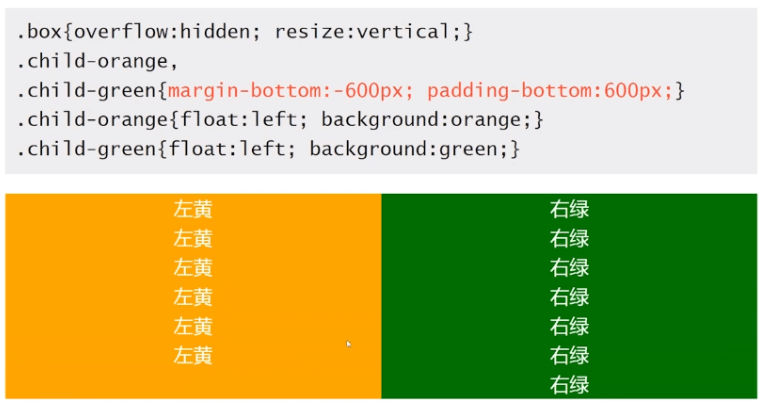 .box{overflow:hidden; resize:vertical;}
.child-orange,
.child-green{margin-bottom:-600px; padding-bottom:600px;}
.child-orange{float:left; background:orange;}
.child-green{float:left; background:green;}
左黄
左黄
左黄
左黄
左黄
左黄
右绿
右绿
右绿
右绿
右绿
右绿
右绿